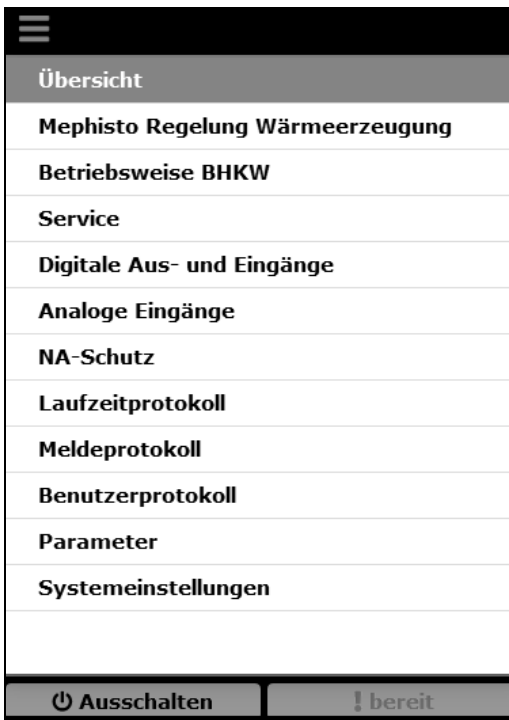 Übersicht
Mephisto Regelung Wärmeerzeugung
Betriebsweise BHKW
Service
Digitale Aus- und Eingänge
Analoge Eingänge
NA-Schutz
Laufzeitprotokoll
Meldeprotokoll
Benutzerprotokoll
Parameter
Systemeinstellungen
Ausschalten ! bereit